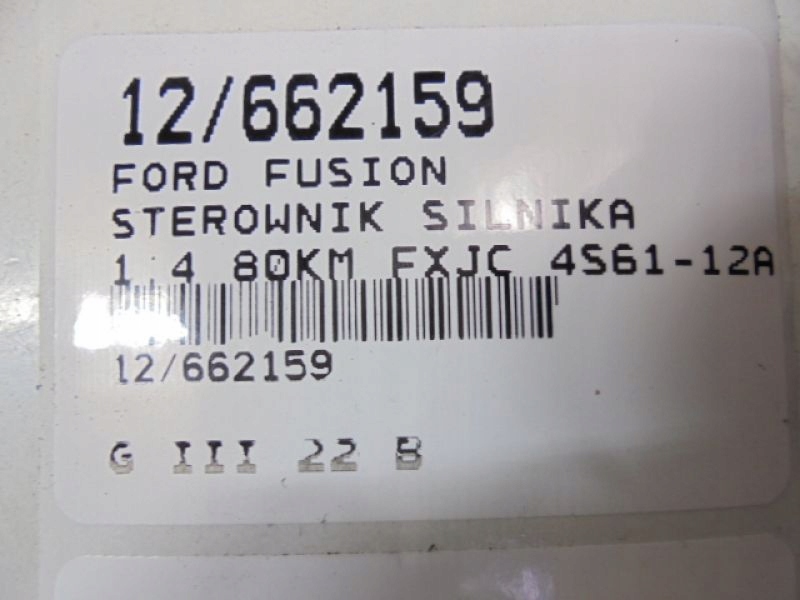 12/662159
FORD FUSION
STEROWNIK SILNIKA
1.4 80KM FXJC 4S61-12A
12/662159
G III 22 B